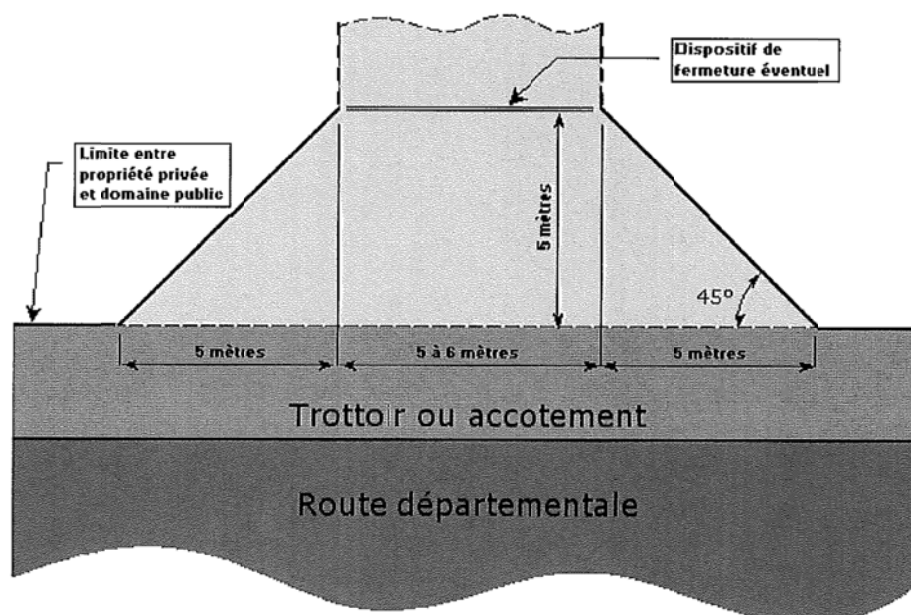 Dispositif de
fermeture éventuel
Limite entre
propriété privée
et domaine public
5 mètres
45°
5 mètres
5 à 6 mètres
5 mètres
Trottoir ou accotement
Route départementale